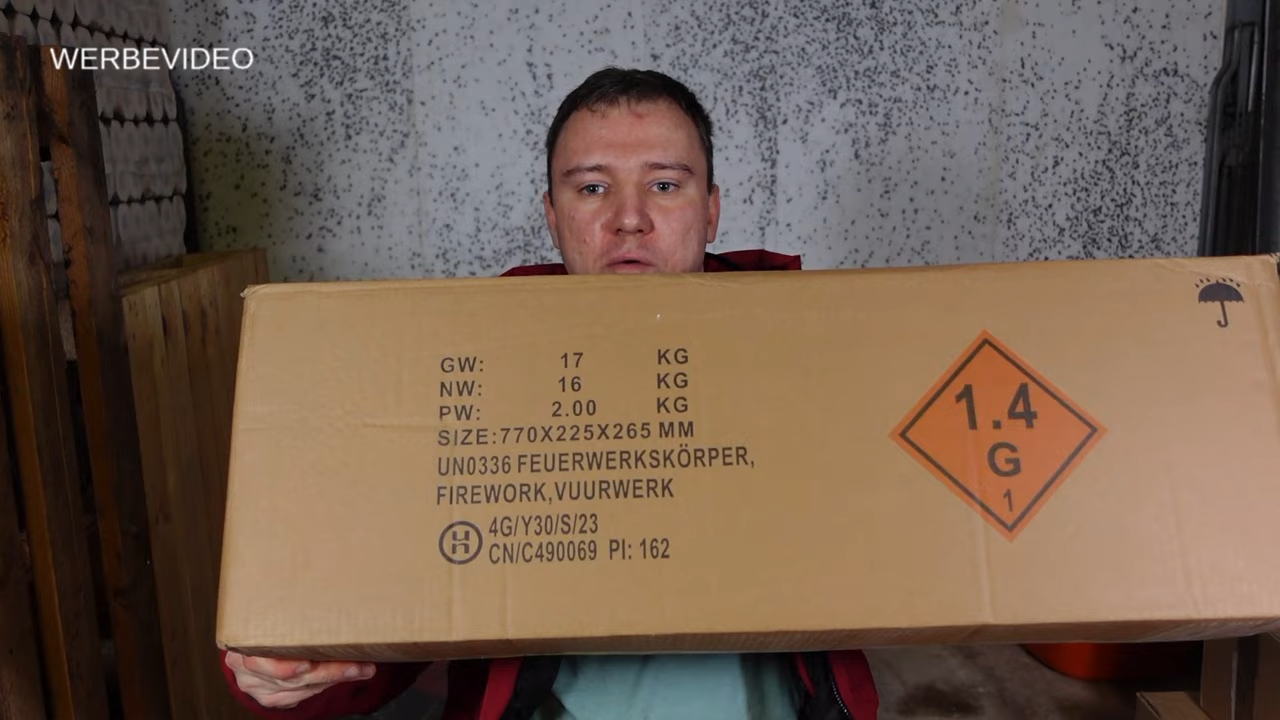 WERBEVIDEO
GW: 17 KG
NW: 16 KG
PW: 2.00 KG
SIZE:770X225X265 MM
UN0336 FEUERWERKSKÖRPER,
FIREWORK,VUURWERK
4G/Y30/S/23
CN/C490069 PI: 162
1.4
G
1